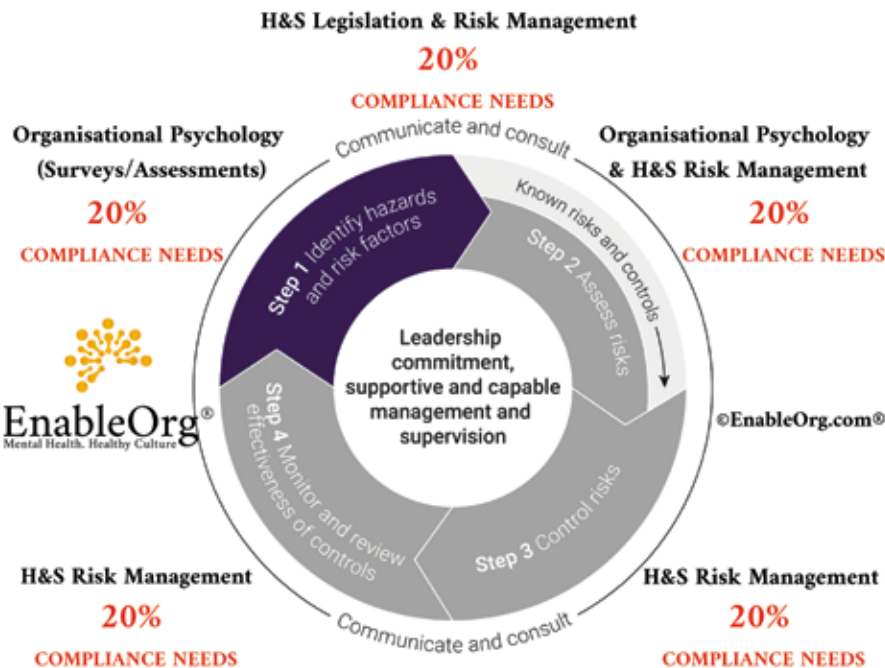 H&S Legislation & Risk Management
20%
COMPLIANCE NEEDS
Organisational Psychology
(Surveys/Assessments)
20%
COMPLIANCE NEEDS
Organisational Psychology
& H&S Risk Management
20%
COMPLIANCE NEEDS
Communicate and consult
Step 1 Identify hazards
and risk factors
Known risks and controls
Step 2 Assess risks
Leadership
commitment,
supportive and capable
management and
supervision
EnableOrg®
Mental Health. Healthy Culture
©EnableOrg.com®
Step 4 Monitor and review
effectiveness of controls
Step 3 Control risks
H&S Risk Management
20%
COMPLIANCE NEEDS
Communicate and consult
H&S Risk Management
20%
COMPLIANCE NEEDS